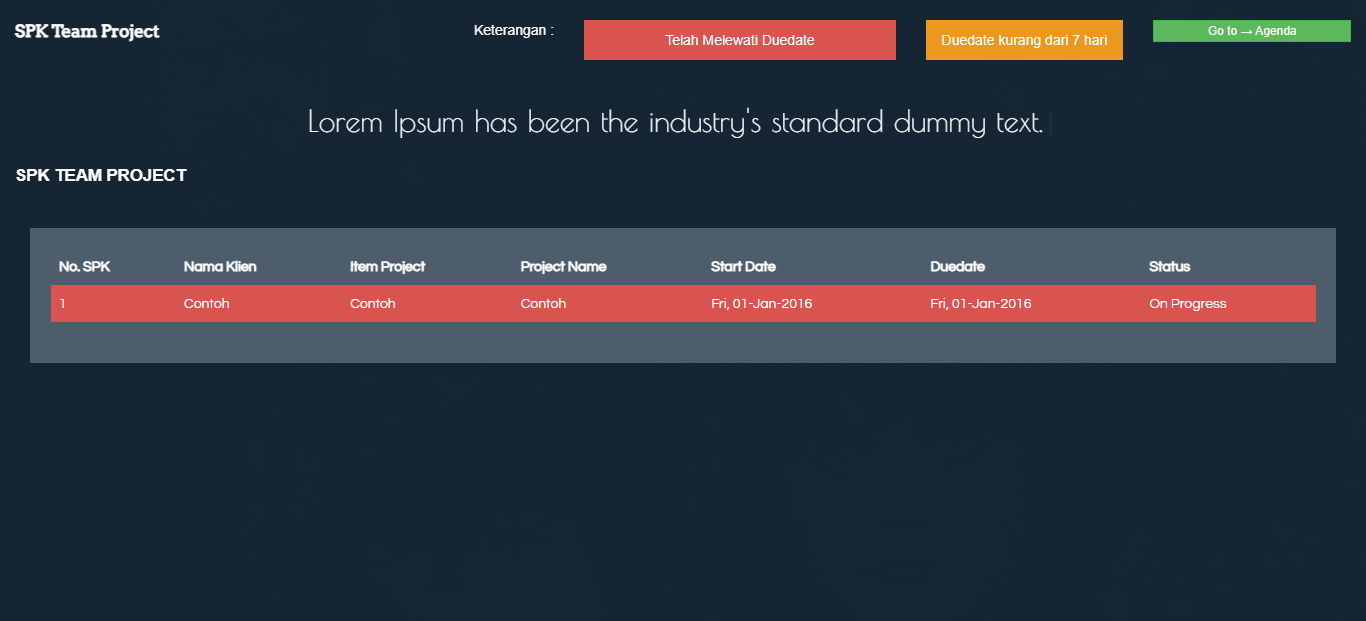 SPK Team Project
Keterangan :
Telah Melewati Duedate
Duedate kurang dari 7 hari
Go to → Agenda
Lorem Ipsum has been the industry's standard dummy text.
SPK TEAM PROJECT
No. SPK Nama Klien Item Project Project Name Start Date Duedate Status
1 Contoh Contoh Contoh Fri, 01-Jan-2016 Fri, 01-Jan-2016 On Progress